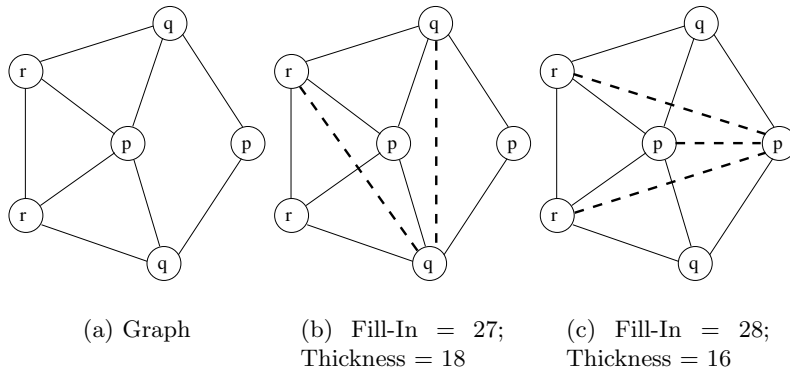 q q q
r r r
p p p p p p
r r r
q q q
(a) Graph
(b) Fill-In = 27;
Thickness = 18
(c) Fill-In = 28;
Thickness = 16